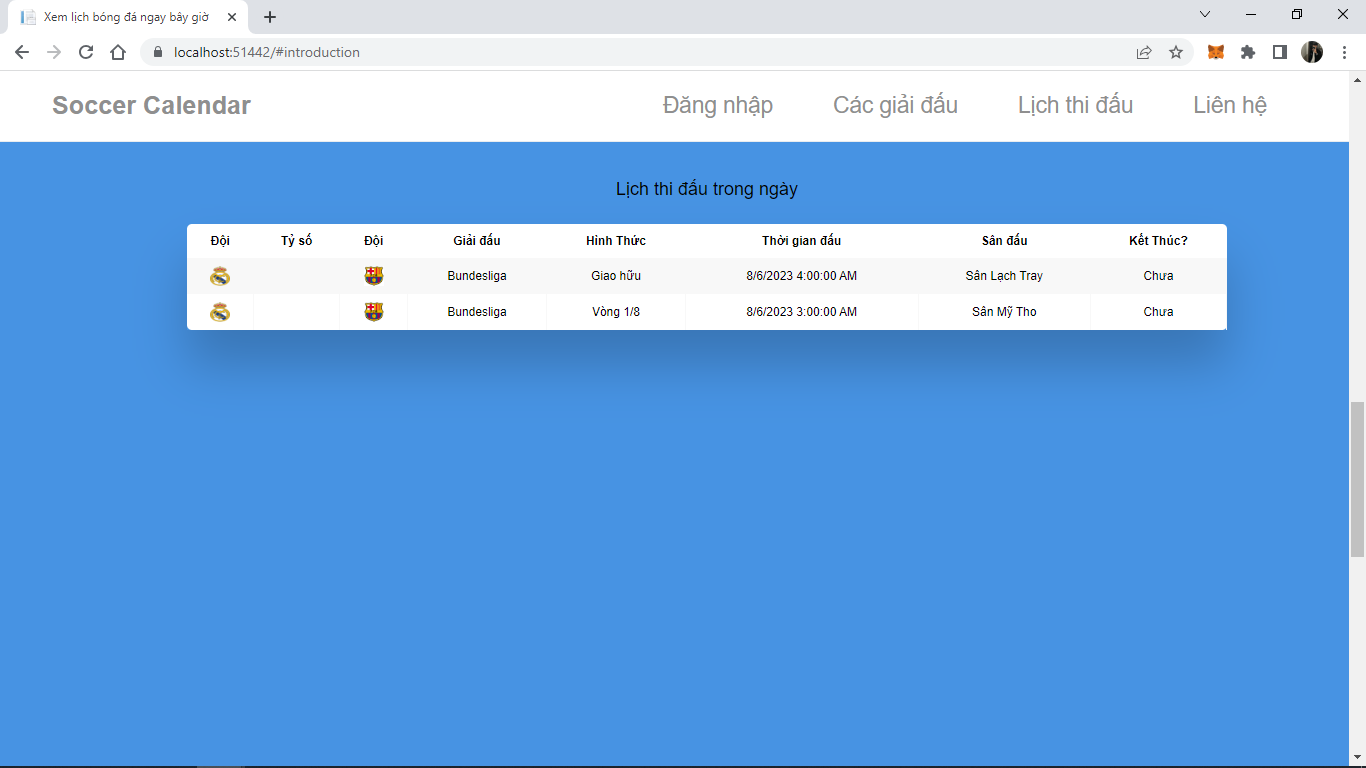 Xem lịch bóng đá ngay bây giờ
localhost:51442/#introduction
Soccer Calendar Đăng nhập Các giải đấu Lịch thi đấu Liên hệ
Lịch thi đấu trong ngày
Đội Tỷ số Đội Giải đấu Hình Thức Thời gian đấu Sân đấu Kết Thúc?
Bundesliga Giao hữu 8/6/2023 4:00:00 AM Sân Lạch Tray Chưa
Bundesliga Vòng 1/8 8/6/2023 3:00:00 AM Sân Mỹ Tho Chưa